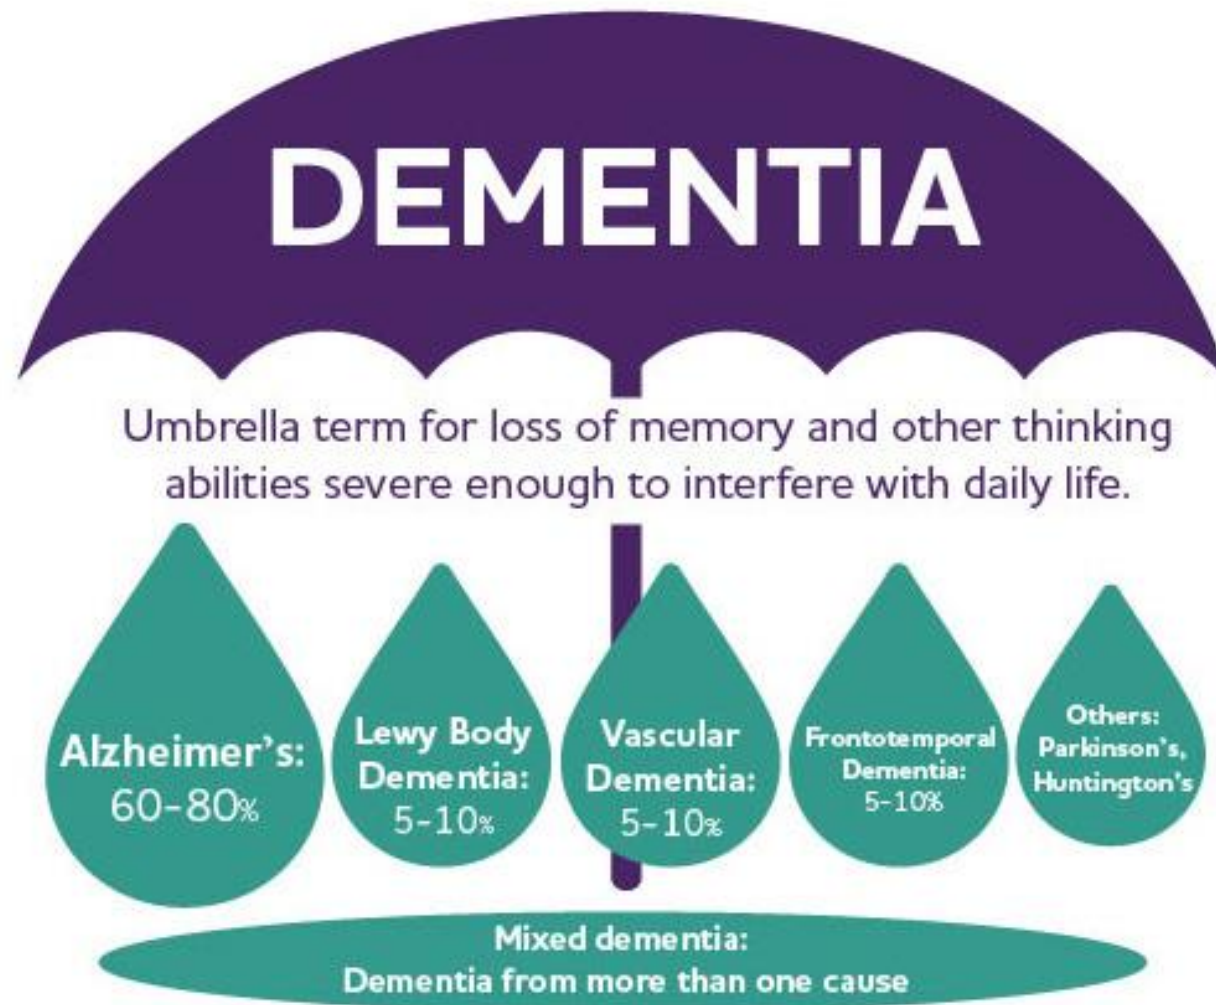 DEMENTIA
Umbrella term for loss of memory and other thinking
abilities severe enough to interfere with daily life.
Alzheimer's:
60-80%
Lewy Body
Dementia:
5-10%
Vascular
Dementia:
5-10%
Frontotemporal
Dementia:
5-10%
Others:
Parkinson's,
Huntington's
Mixed dementia:
Dementia from more than one cause